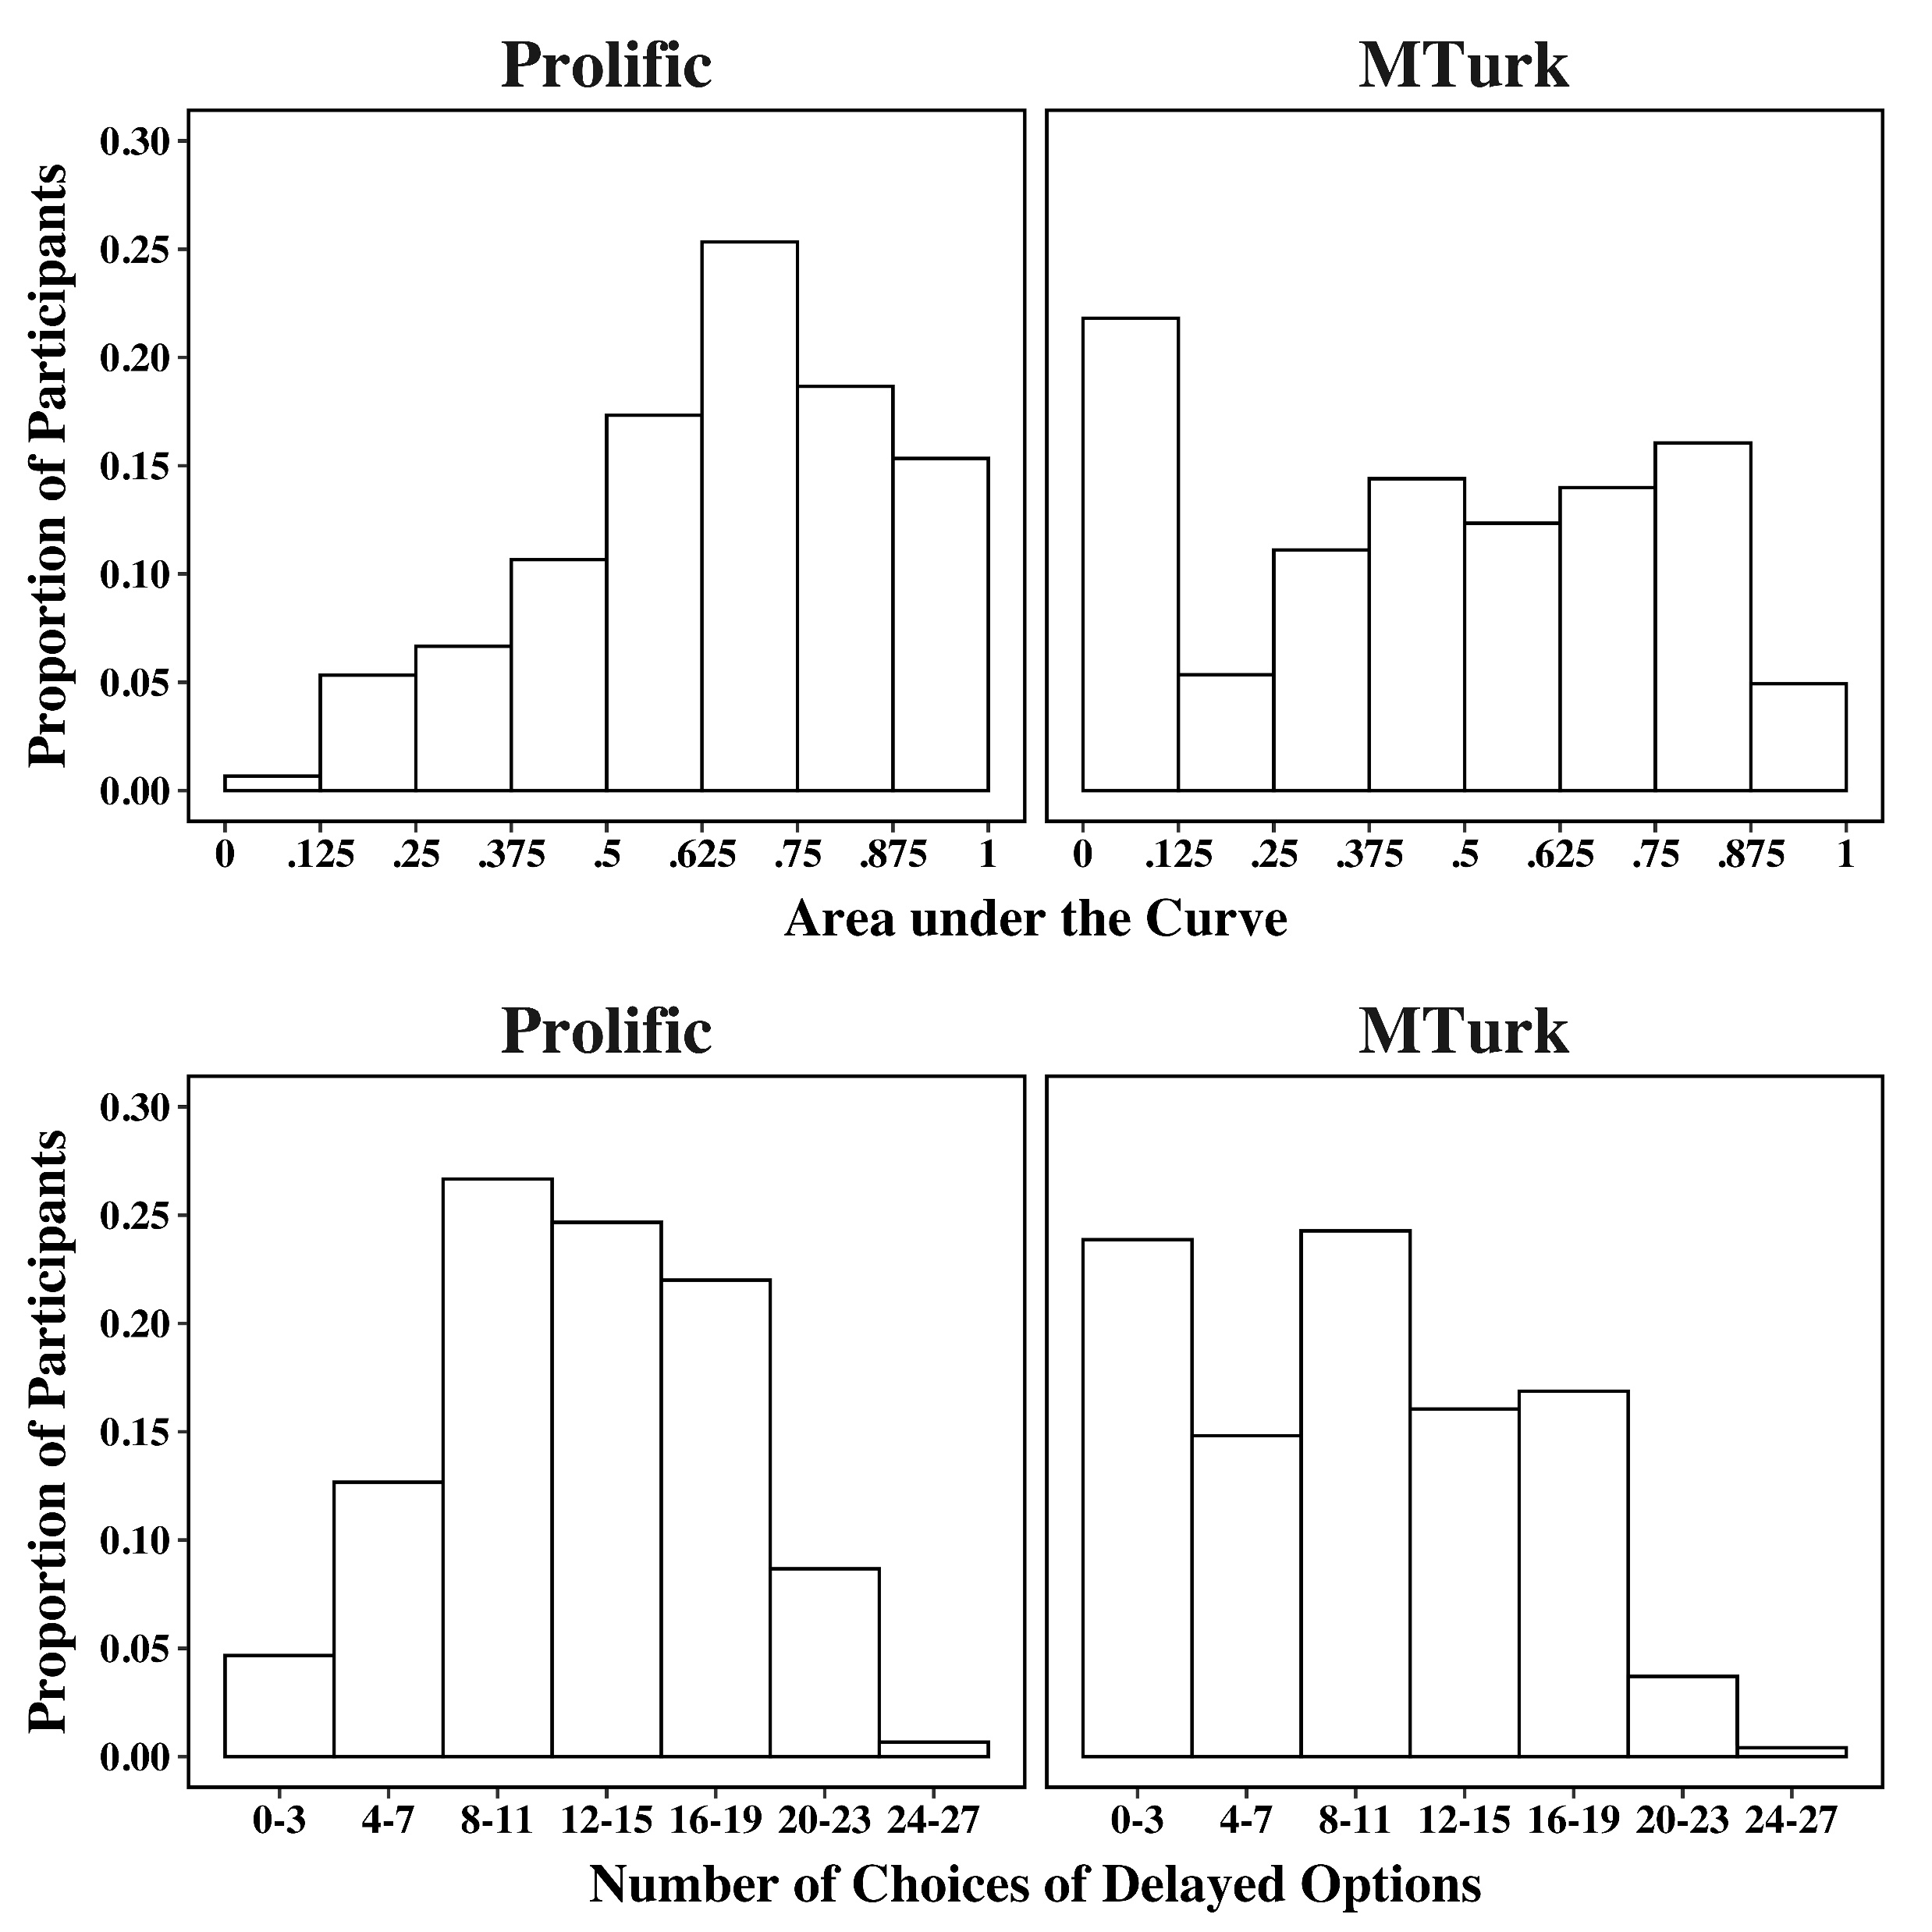 Prolific MTurk
Proportion of Participants
0.30
0.25
0.20
0.15
0.10
0.05
0.00
0 .125 .25 .375 .5 .625 .75 .875 1 0 .125 .25 .375 .5 .625 .75 .875 1
Area under the Curve
Prolific MTurk
Proportion of Participants
0.30
0.25
0.20
0.15
0.10
0.05
0.00
0-3 4-7 8-11 12-15 16-19 20-23 24-27 0-3 4-7 8-11 12-15 16-19 20-23 24-27
Number of Choices of Delayed Options